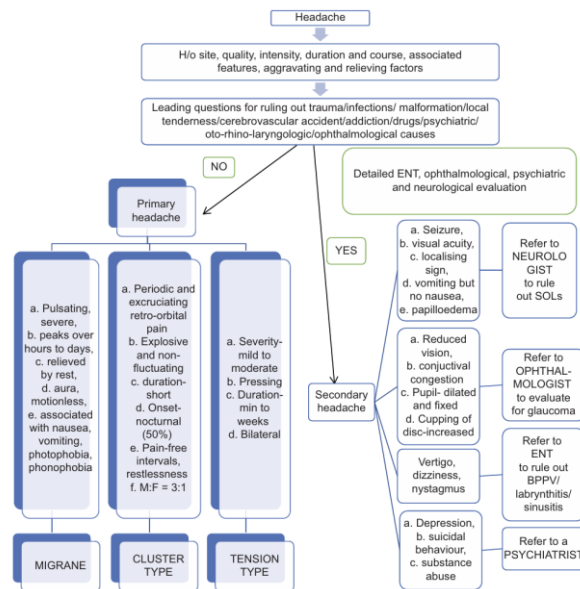 Headache
H/o site, quality, intensity, duration and course, associated
features, aggravating and relieving factors
Leading questions for ruling out trauma/infections/ malformation/local
tenderness/cerebrovascular accident/addiction/drugs/psychiatric/
oto-rhino-laryngologic/ophthalmological causes
NO
Detailed ENT, ophthalmological, psychiatric
and neurological evaluation
Primary
headache
YES
a. Pulsating,
severe,
b. peaks over
hours to days,
c. relieved by
rest,
d. aura,
motionless,
e. associated
with nausea,
vomiting,
photophobia,
phonophobia
MIGRANE
a. Periodic and
excruciating
retro-orbital
pain
b. Explosive
and non-
fluctuating
c. duration-
short
d. Onset-
nocturnal
(50%)
e. Pain-free
intervals,
restlessness
f. M:F = 3:1
CLUSTER
TYPE
a. Severity-
mild to
moderate
b. Pressing
c. Duration-
min to
weeks
d. Bilateral
TENSION
TYPE
Secondary
headache
a. Seizure,
b. visual acuity,
c. localising
sign,
d. vomiting but
no nausea,
e. papilloedema
Refer to
NEUROLO
GIST
to rule
out SOLs
a. Reduced
vision,
b. conjuctival
congestion
c. Pupil- dilated
and fixed
d. Cupping of
disc-increased
Refer to
OPHTHAL-
MOLOGIST
to evaluate
for glaucoma
Vertigo,
dizziness,
nystagmus
Refer to
ENT
to rule out
BPPV/
labrynthitis/
sinusitis
a. Depression,
b. suicidal
behaviour,
c. substance
abuse
Refer to a
PSYCHIATRIST